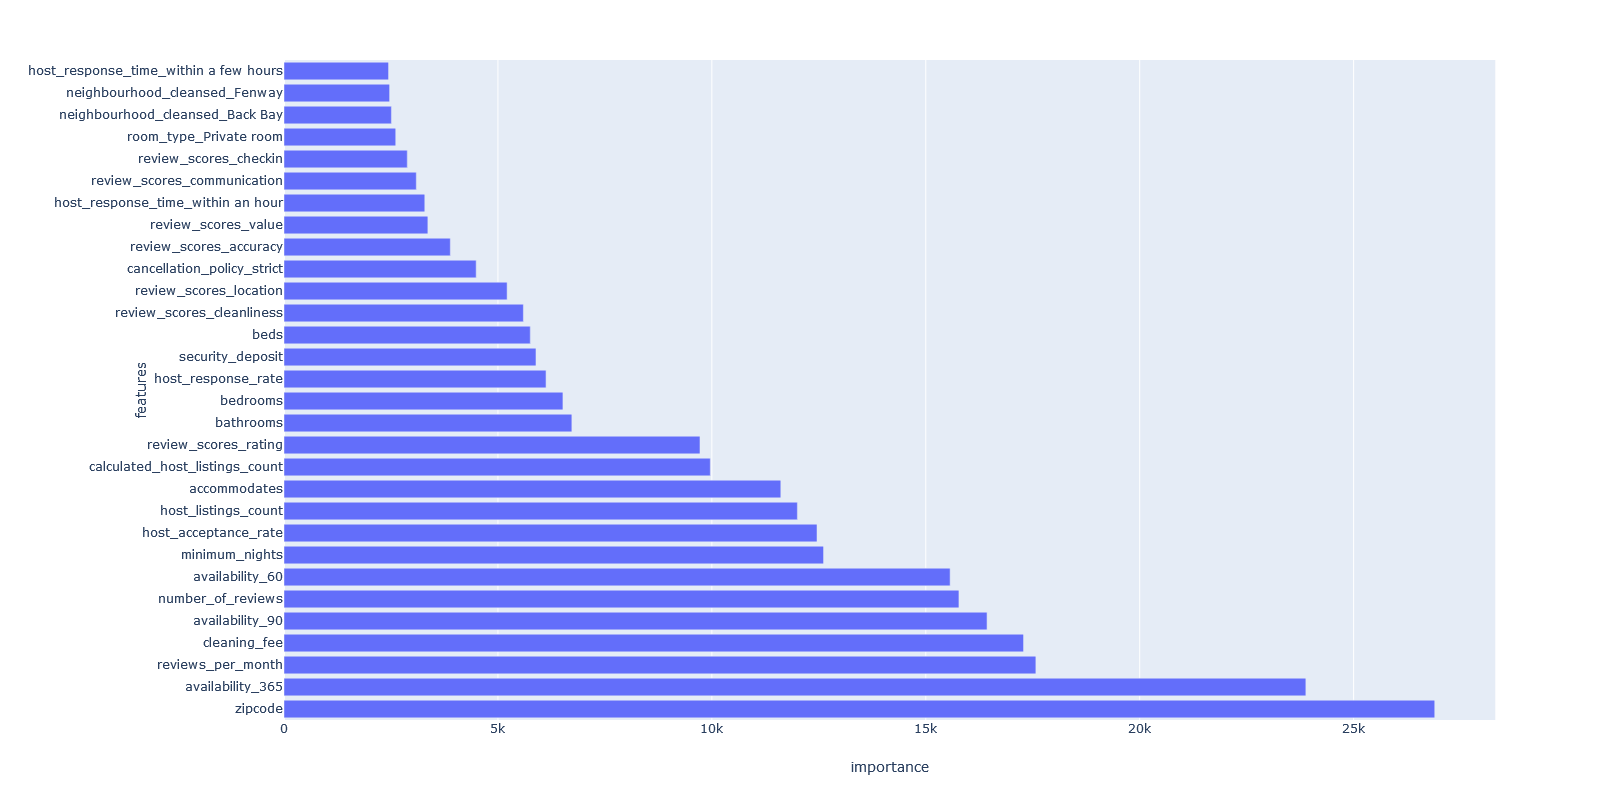 host_response_time_within a few hours
neighbourhood_cleansed_Fenway
neighbourhood_cleansed_Back Bay
room_type_Private room
review_scores_checkin
review_scores_communication
host_response_time_within an hour
review_scores_value
review_scores_accuracy
cancellation_policy_strict
review_scores_location
review_scores_cleanliness
beds
security_deposit
host_response_rate
bedrooms
bathrooms
review_scores_rating
calculated_host_listings_count
accommodates
host_listings_count
host_acceptance_rate
minimum_nights
availability_60
number_of_reviews
availability_90
cleaning_fee
reviews_per_month
availability_365
zipcode
features
0 5k 10k 15k 20k 25k
importance